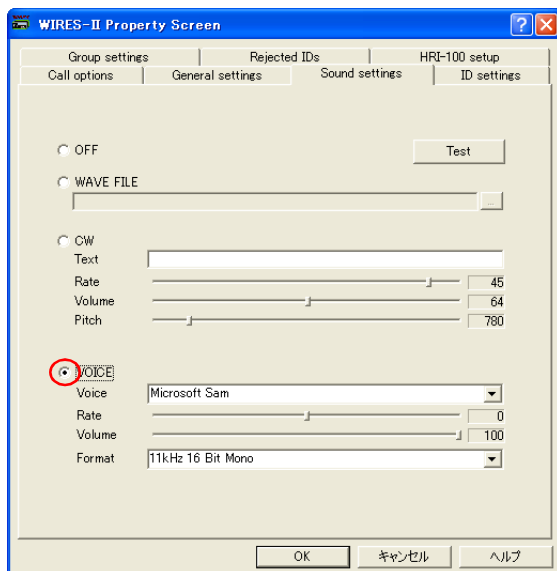 WIRES-II Property Screen
Group settings Rejected IDs HRI-100 setup
Call options General settings Sound settings ID settings
OFF Test
WAVE FILE
...
CW
Text
Rate 45
Volume 64
Pitch 780
VOICE
Voice Microsoft Sam
Rate 0
Volume 100
Format 11kHz 16 Bit Mono
OK キャンセル ヘルプ